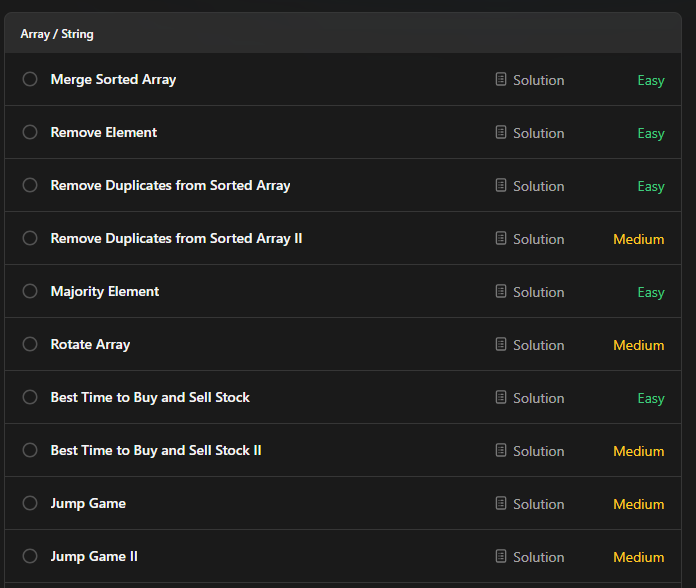 Array / String
Merge Sorted Array Solution Easy
Remove Element Solution Easy
Remove Duplicates from Sorted Array Solution Easy
Remove Duplicates from Sorted Array II Solution Medium
Majority Element Solution Easy
Rotate Array Solution Medium
Best Time to Buy and Sell Stock Solution Easy
Best Time to Buy and Sell Stock II Solution Medium
Jump Game Solution Medium
Jump Game II Solution Medium